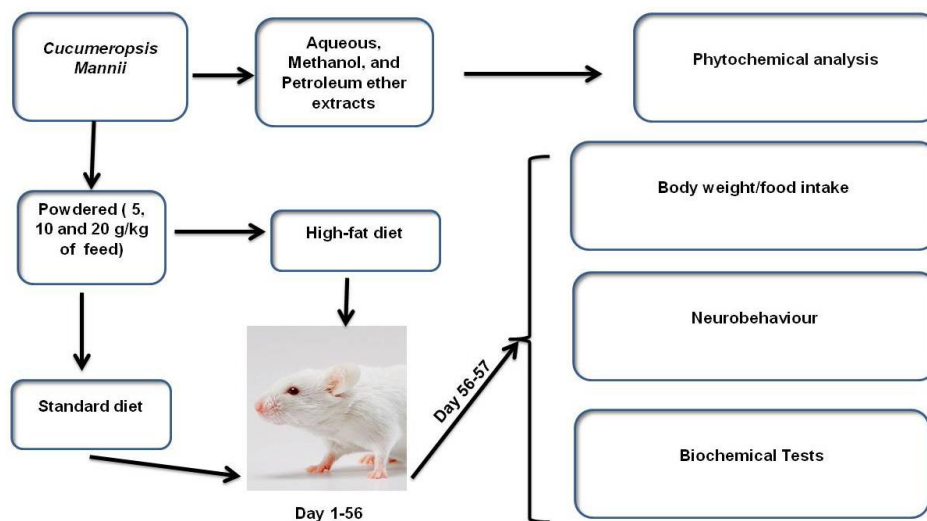 Cucumeropsis
Mannii
Aqueous,
Methanol, and
Petroleum ether
extracts
Phytochemical analysis
Powdered ( 5,
10 and 20 g/kg
of feed)
High-fat diet
Body weight/food intake
Neurobehaviour
Standard diet
Day 56-57
Biochemical Tests
Day 1-56